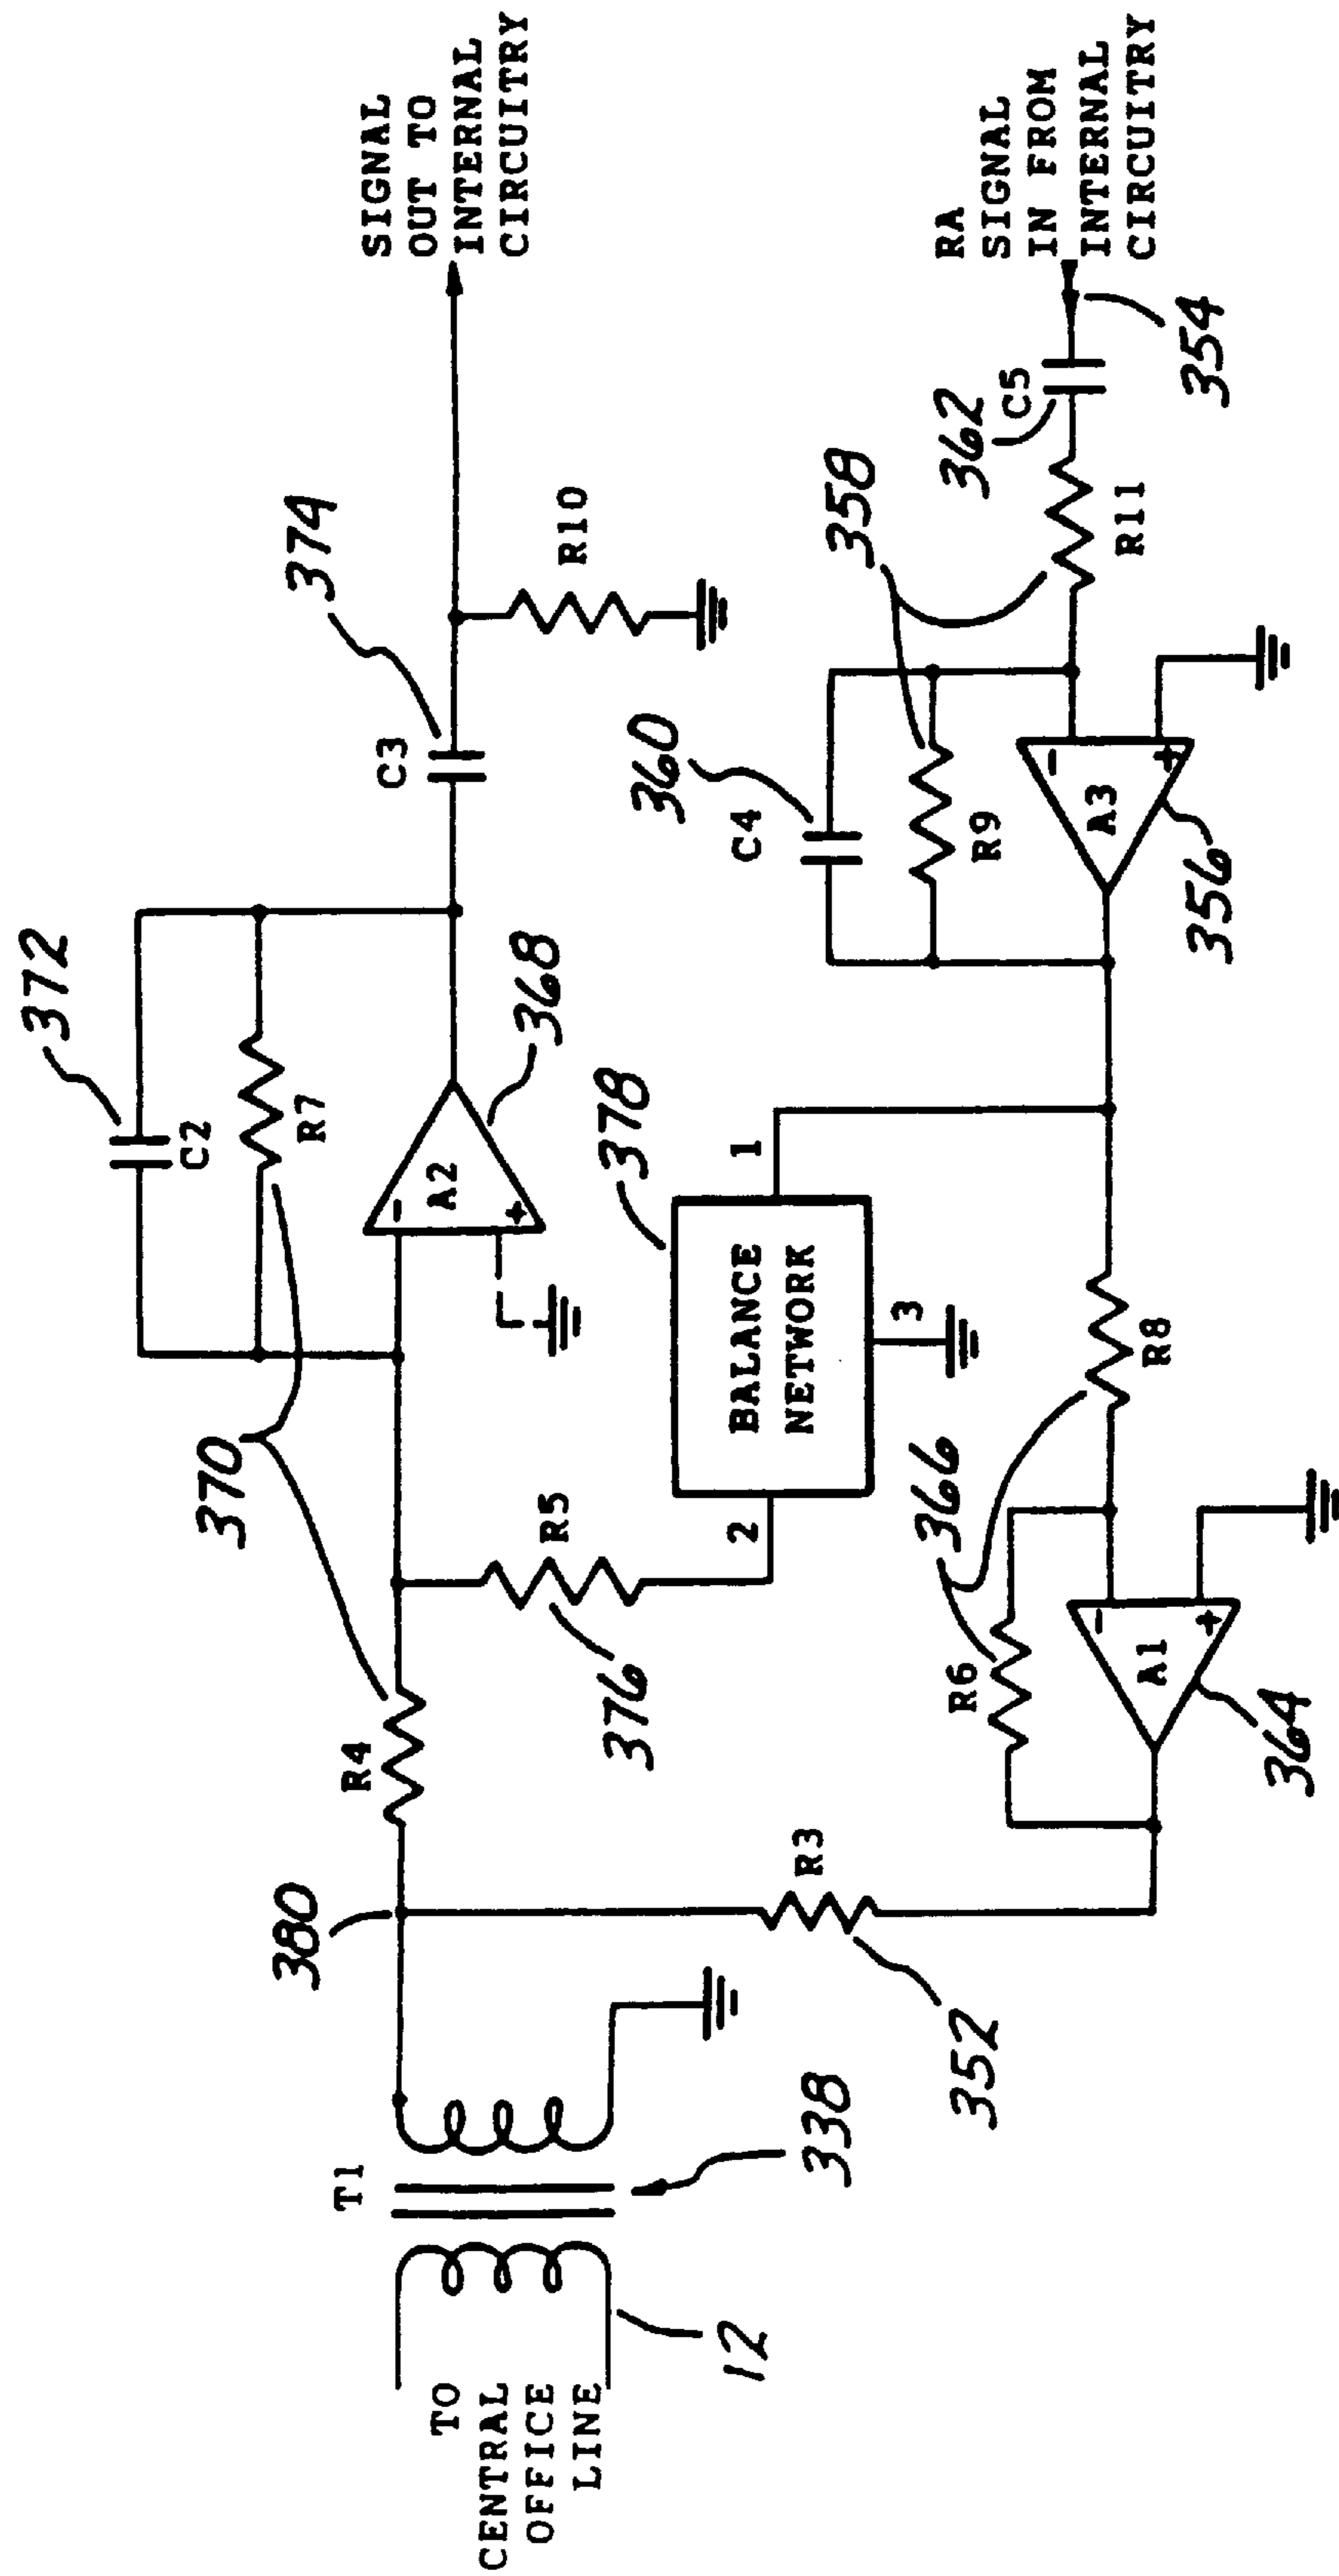 TO
CENTRAL
OFFICE
LINE
12
T1
338
380
R4
370
R5
376
R3
352
C2
372
R7
A2
-
+
368
C3
374
R10
SIGNAL
OUT TO
INTERNAL
CIRCUITRY
BALANCE
NETWORK
378
1
2
3
R6
366
R8
A1
-
+
364
C4
360
R9
358
A3
-
+
356
R11
362
C5
354
RA
SIGNAL
IN FROM
INTERNAL
CIRCUITRY